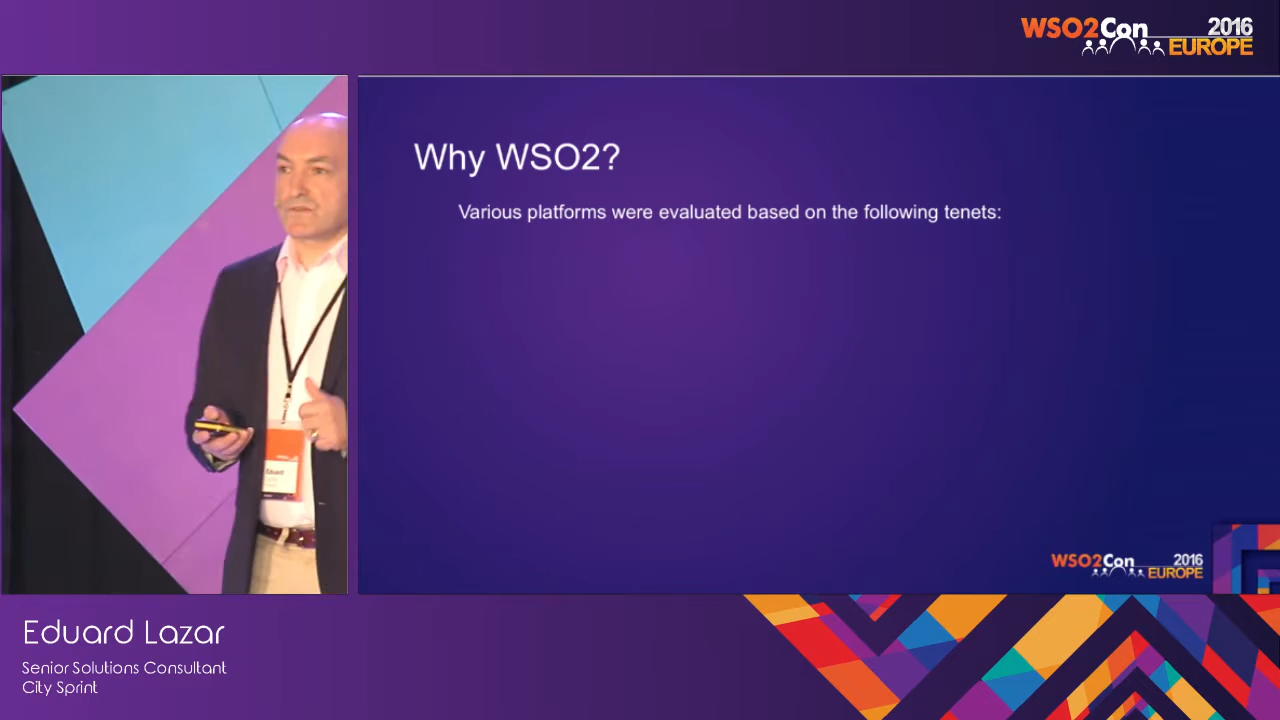 WSO2Con 2016
EUROPE
Why WSO2?
Various platforms were evaluated based on the following tenets:
WSO2Con 2016
EUROPE
Eduard Lazar
Senior Solutions Consultant
City Sprint